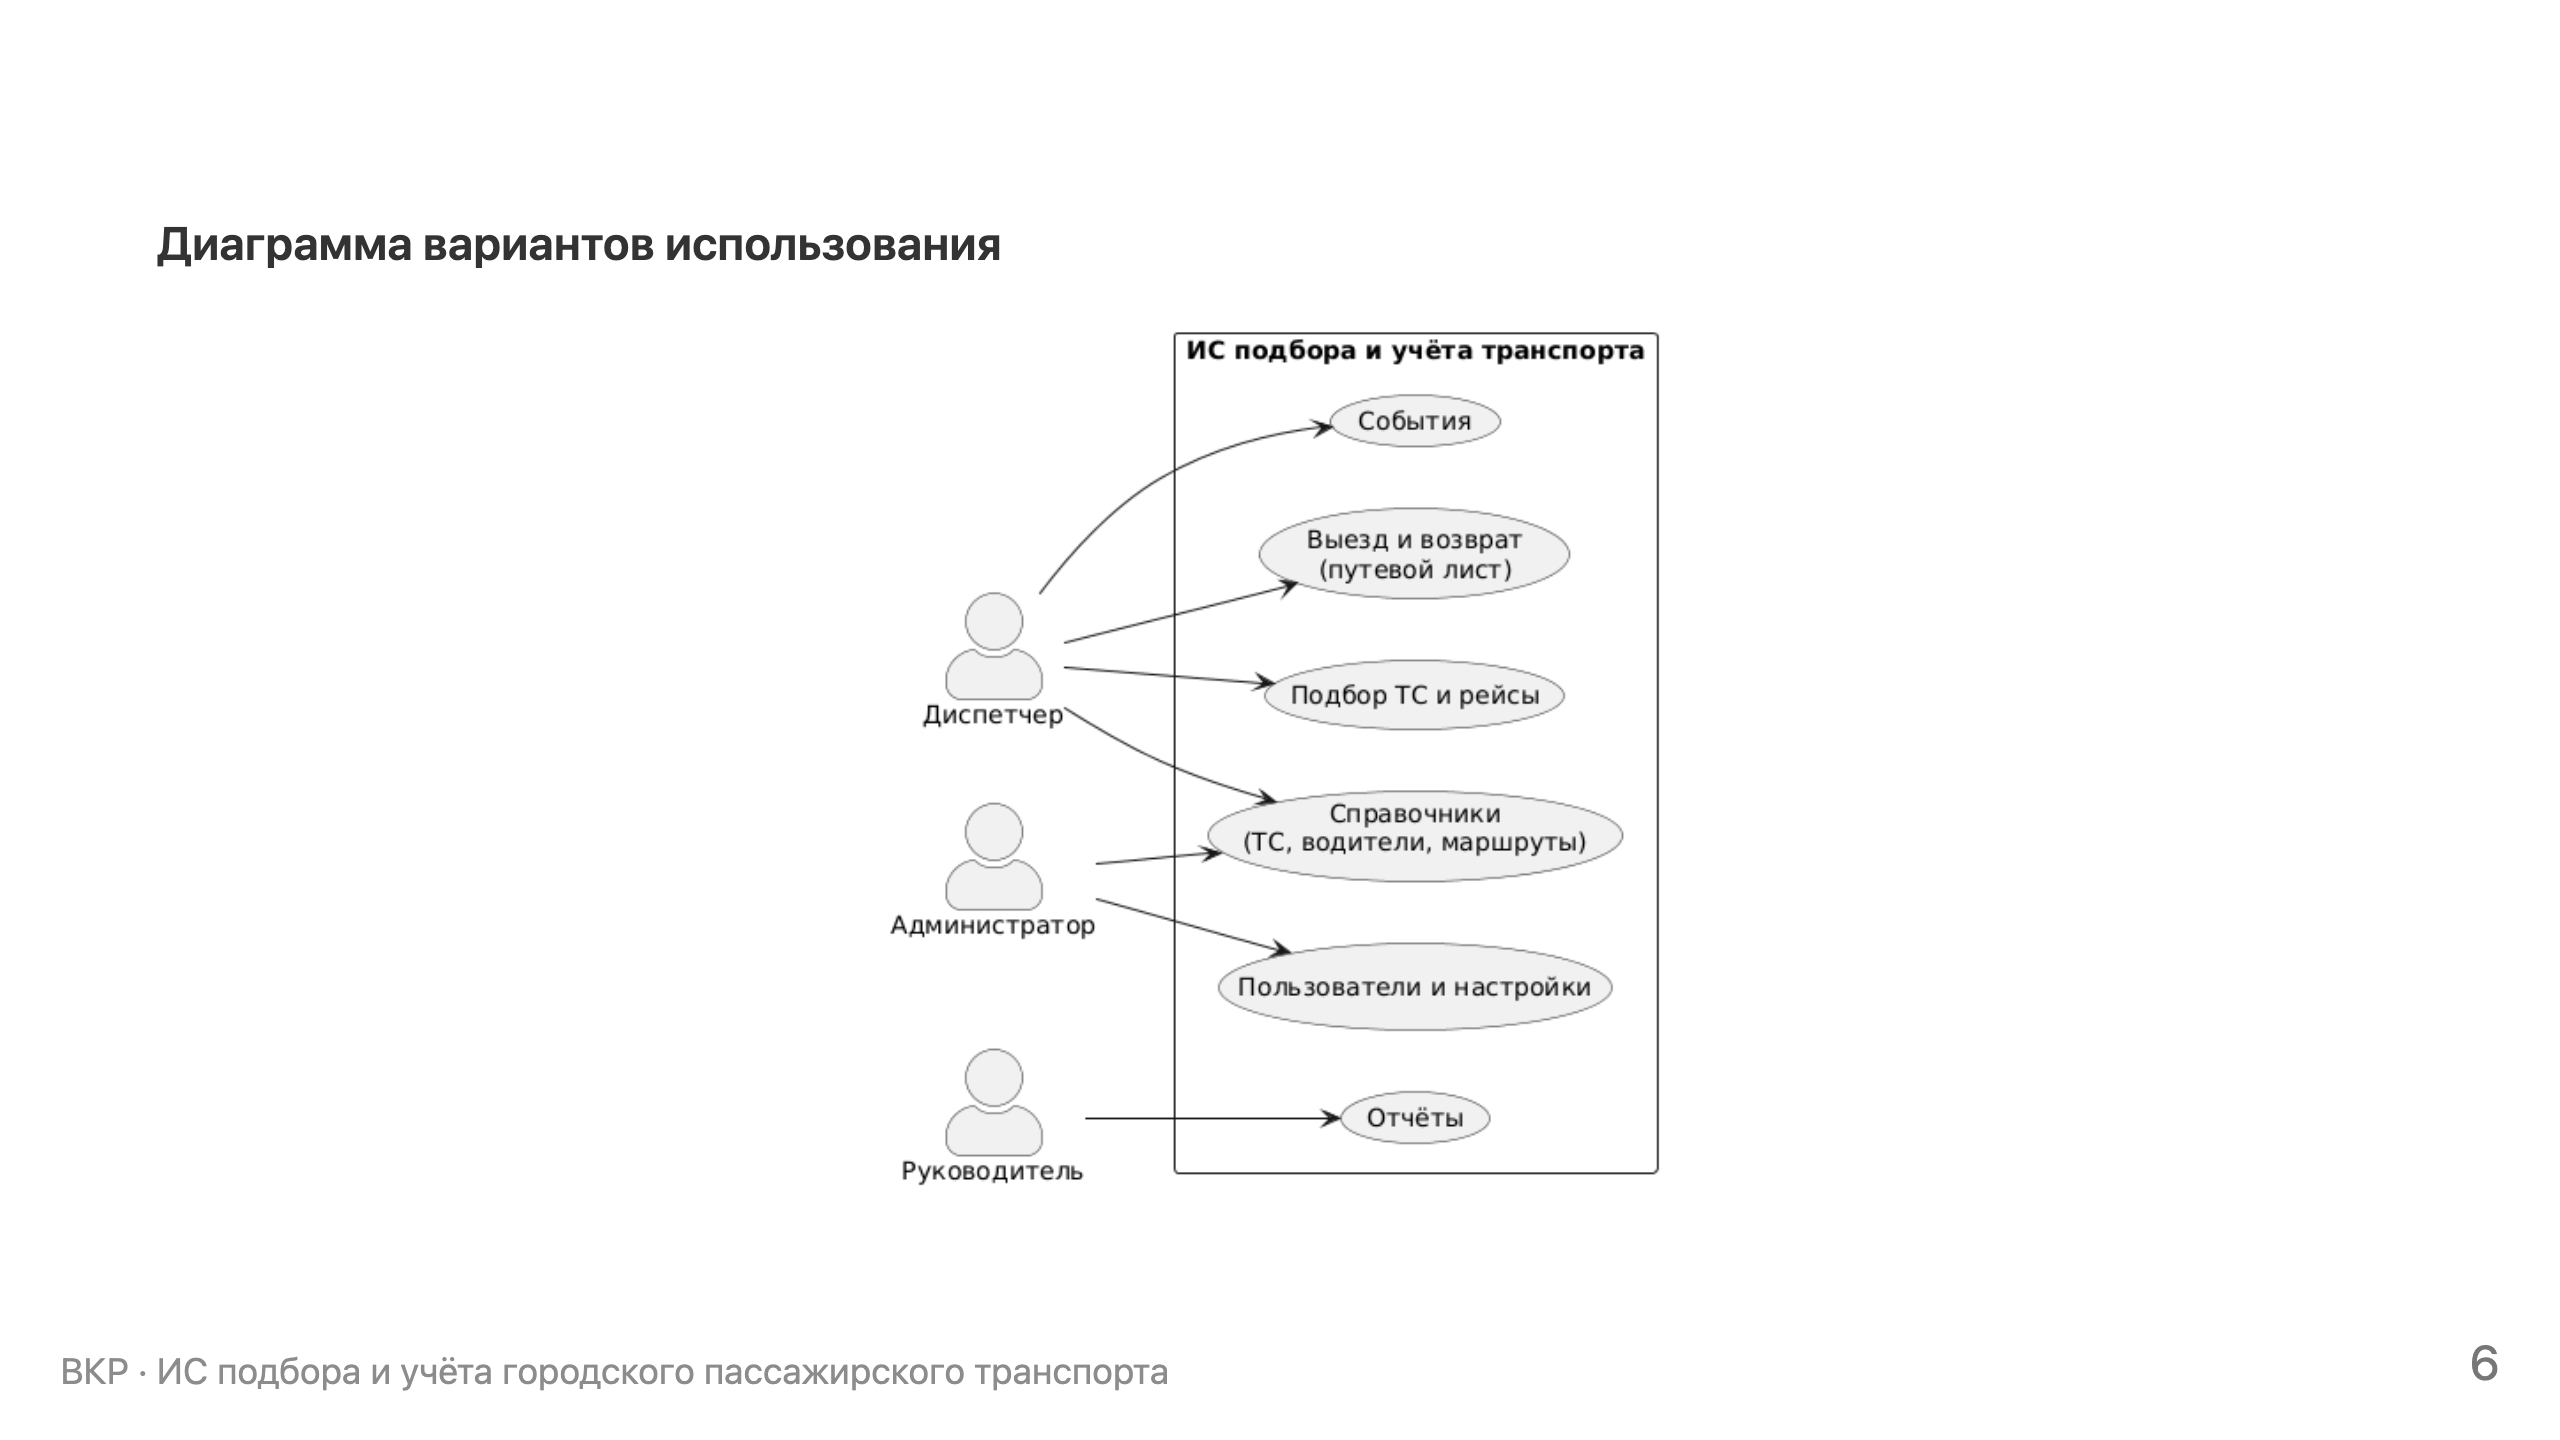 Диаграмма вариантов использования
ИС подбора и учёта транспорта
События
Выезд и возврат
(путевой лист)
Подбор ТС и рейсы
Диспетчер
Справочники
(ТС, водители, маршруты)
Администратор
Пользователи и настройки
Отчёты
Руководитель
ВКР · ИС подбора и учёта городского пассажирского транспорта
6